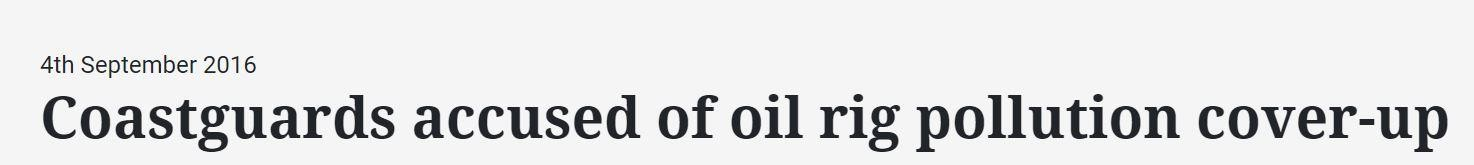 4th September 2016
Coastguards accused of oil rig pollution cover-up